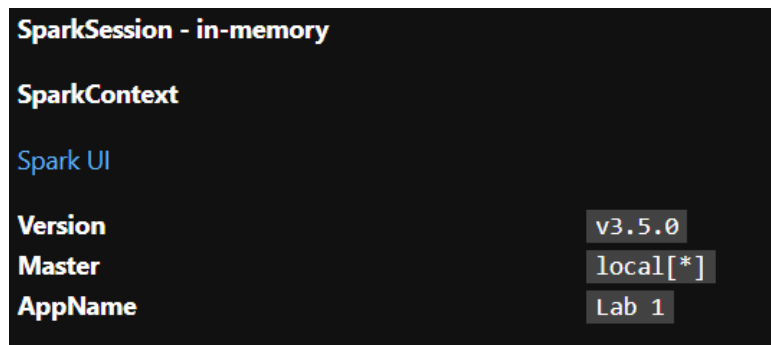 SparkSession - in-memory
SparkContext
Spark UI
Version v3.5.0
Master local[*]
AppName Lab 1